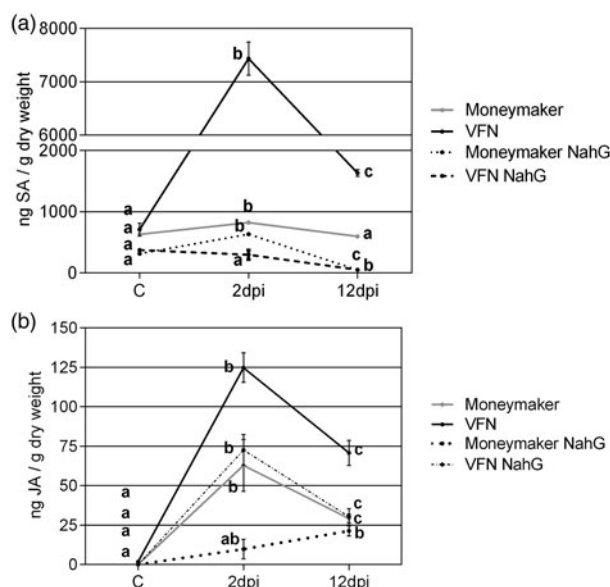 (a)
ng SA / g dry weight
8000
7000
6000
2000
1000
0
b
a
a
a
a
b
b
a
c
a
c
b
C 2dpi 12dpi
Moneymaker
VFN
Moneymaker NahG
VFN NahG
(b)
ng JA / g dry weight
150
125
100
75
50
25
0
a
a
a
a
b
b
b
ab
c
c
c
b
C 2dpi 12dpi
Moneymaker
VFN
Moneymaker NahG
VFN NahG